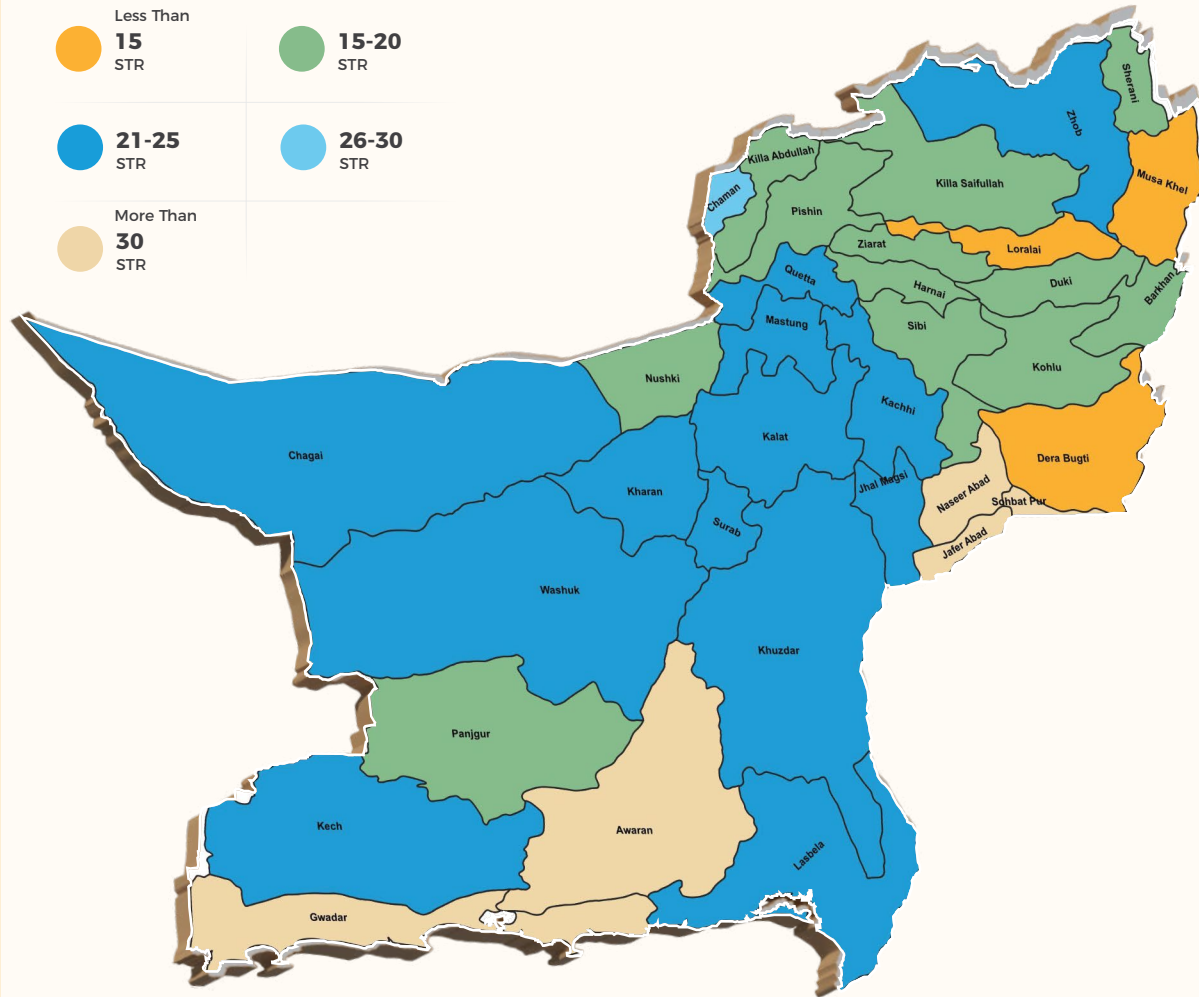 Less Than
15
STR
15-20
STR
21-25
STR
26-30
STR
More Than
30
STR
Sherani
Zhob
Killa Abdullah
Musa Khel
Chaman
Killa Saifullah
Pishin
Ziarat
Loralai
Quetta
Harnai
Duki
Barkhan
Mastung
Sibi
Kohlu
Nushki
Kachhi
Kalat
Chagai
Dera Bugti
Jhal Magsi
Kharan
Naseer Abad
Sohbat Pur
Surab
Jafer Abad
Washuk
Khuzdar
Panjgur
Kech
Awaran
Lasbela
Gwadar